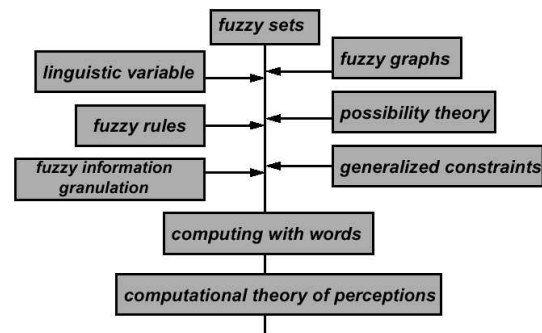 fuzzy sets
linguistic variable
fuzzy graphs
fuzzy rules
possibility theory
fuzzy information
granulation
generalized constraints
computing with words
computational theory of perceptions